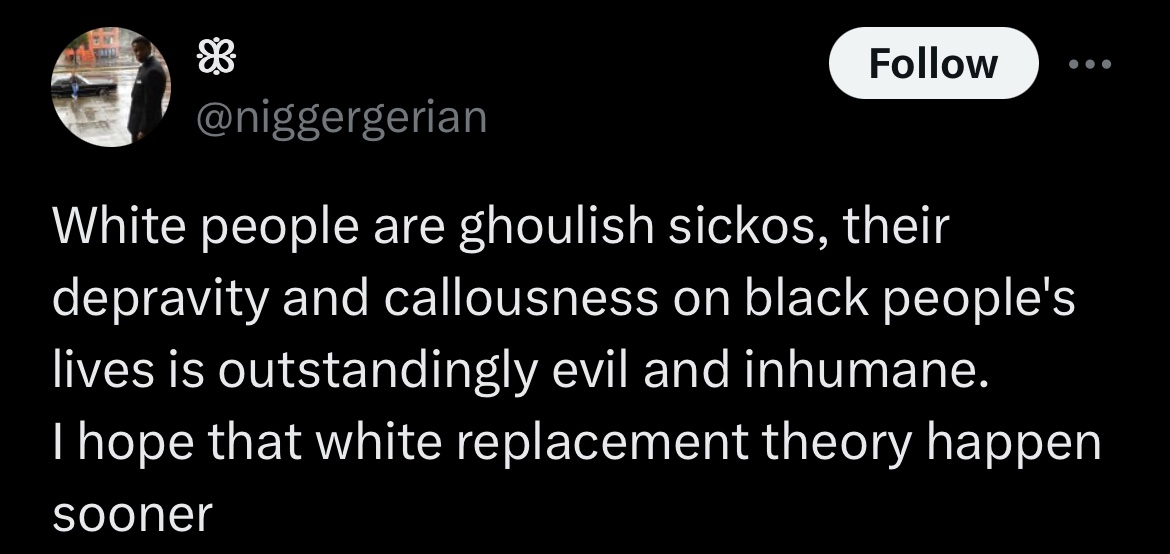 Follow
@niggergerian
White people are ghoulish sickos, their
depravity and callousness on black people's
lives is outstandingly evil and inhumane.
I hope that white replacement theory happen
sooner